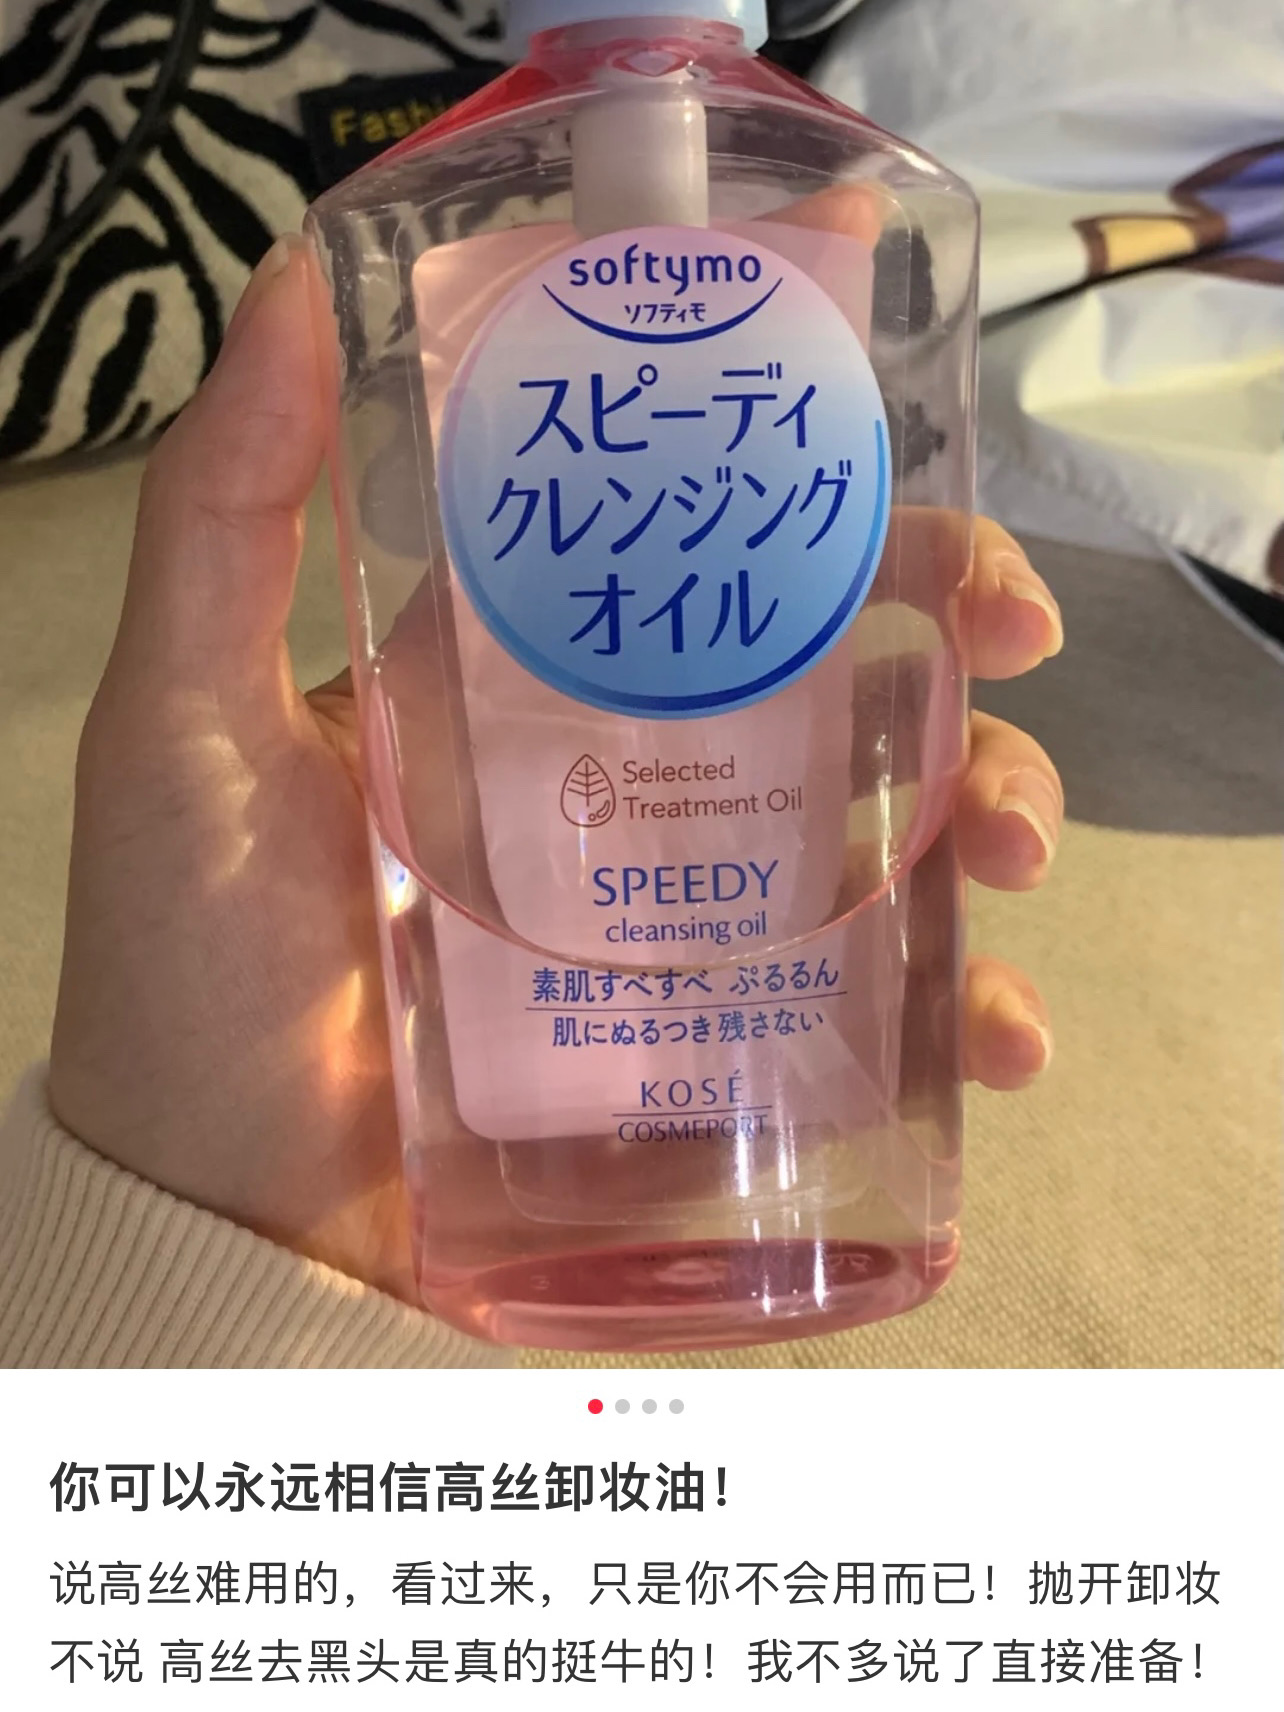 Fash
softymo
ソフティモ
スピーディ
クレンジング
オイル
Selected
Treatment Oil
SPEEDY
cleansing oil
素肌すべすべ ぷるるん
肌にぬるつき残さない
KOSÉ
COSMEPORT
你可以永远相信高丝卸妆油！
说高丝难用的，看过来，只是你不会用而已！抛开卸妆
不说 高丝去黑头是真的挺牛的！我不多说了直接准备！